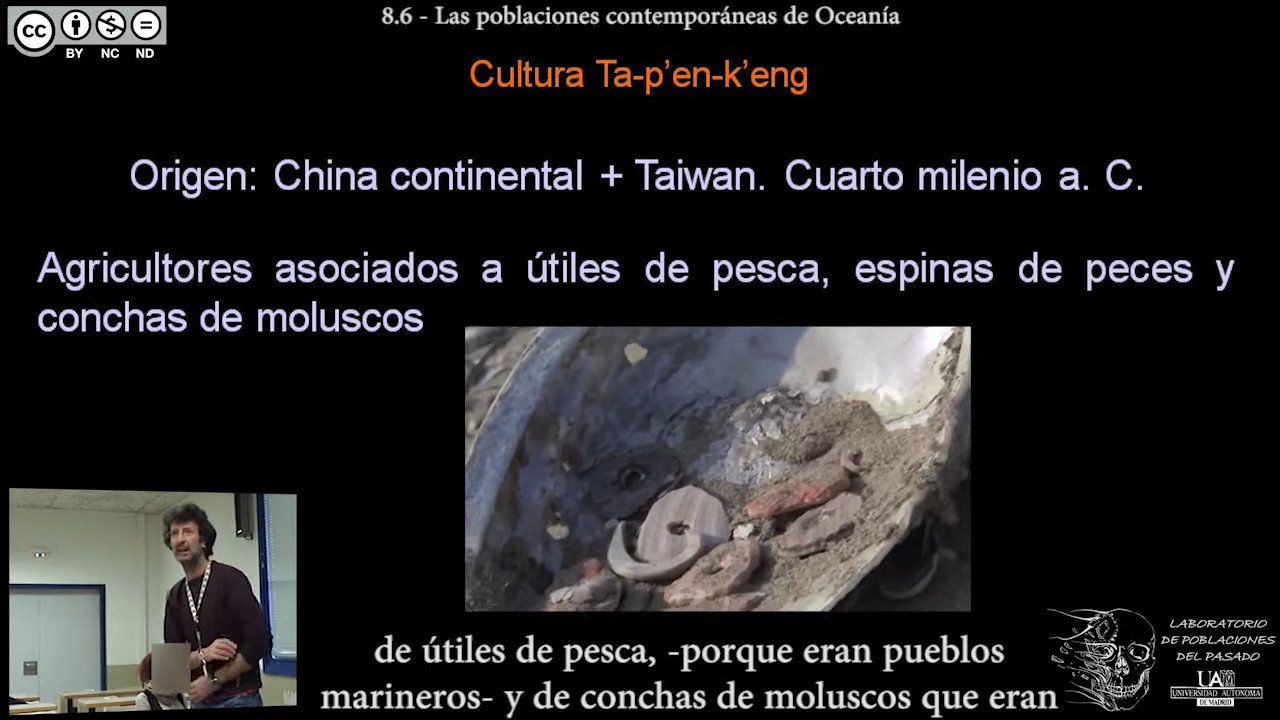 8.6 - Las poblaciones contemporáneas de Oceanía
cc
BY NC ND
Cultura Ta-p’en-k’eng
Origen: China continental + Taiwan. Cuarto milenio a. C.
Agricultores asociados a útiles de pesca, espinas de peces y
conchas de moluscos
de útiles de pesca, -porque eran pueblos
marineros- y de conchas de moluscos que eran
LABORATORIO
DE POBLACIONES
DEL PASADO
UAM
UNIVERSIDAD AUTONOMA
DE MADRID